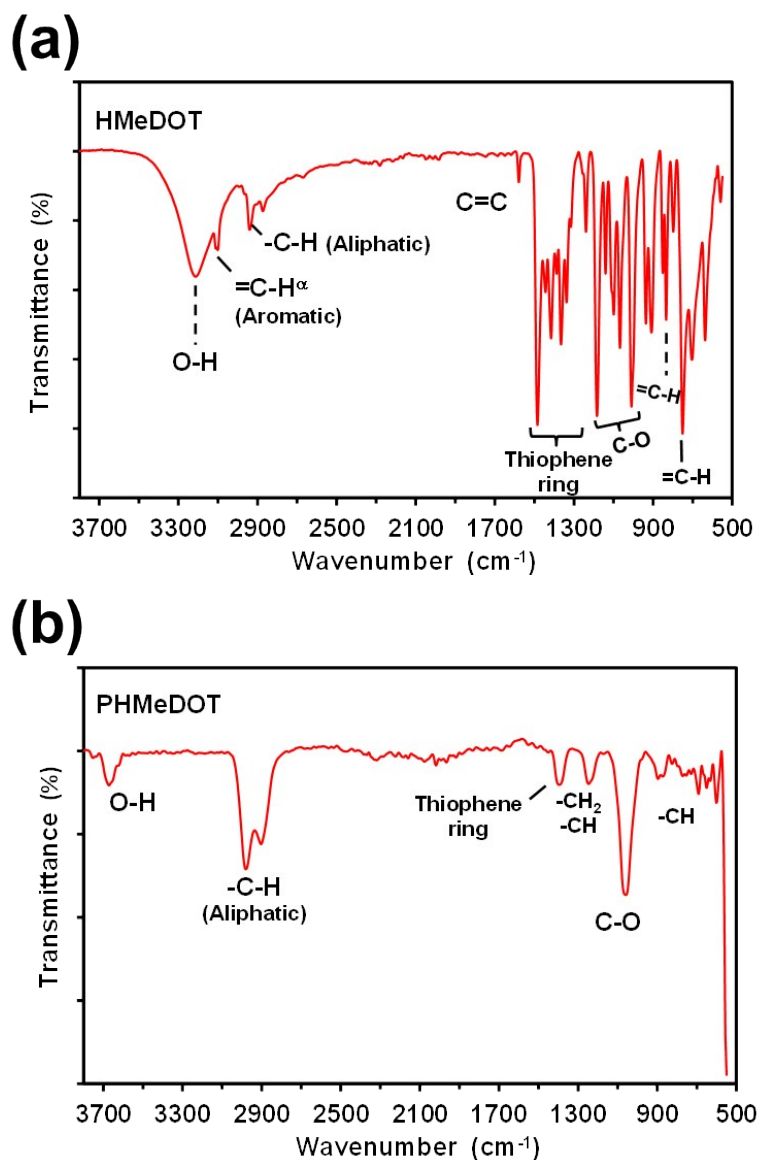 (a)
HMeDOT
C=C
-C-H (Aliphatic)
=C-Hα
(Aromatic)
O-H
=C-H
C-O
Thiophene
ring
=C-H
Transmittance (%)
3700 3300 2900 2500 2100 1700 1300 900 500
Wavenumber (cm-1)
(b)
PHMeDOT
O-H
Thiophene
ring
-CH2
-CH
-CH
-C-H
(Aliphatic)
C-O
Transmittance (%)
3700 3300 2900 2500 2100 1700 1300 900 500
Wavenumber (cm-1)